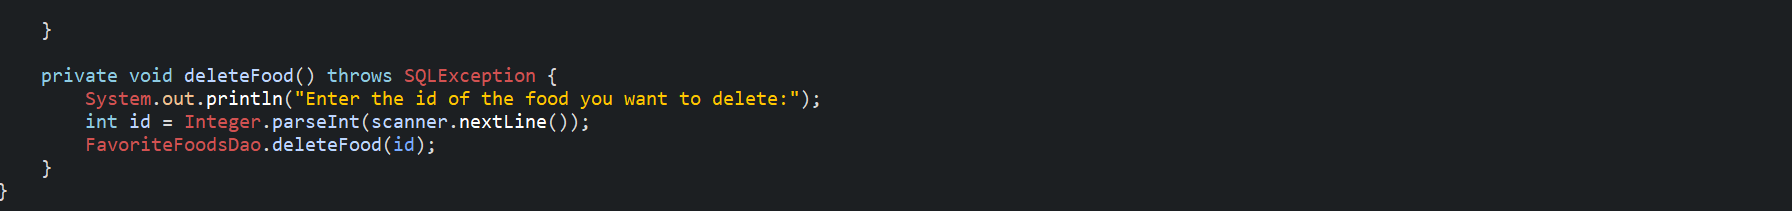 }

    private void deleteFood() throws SQLException {
        System.out.println("Enter the id of the food you want to delete:");
        int id = Integer.parseInt(scanner.nextLine());
        FavoriteFoodsDao.deleteFood(id);
    }
}